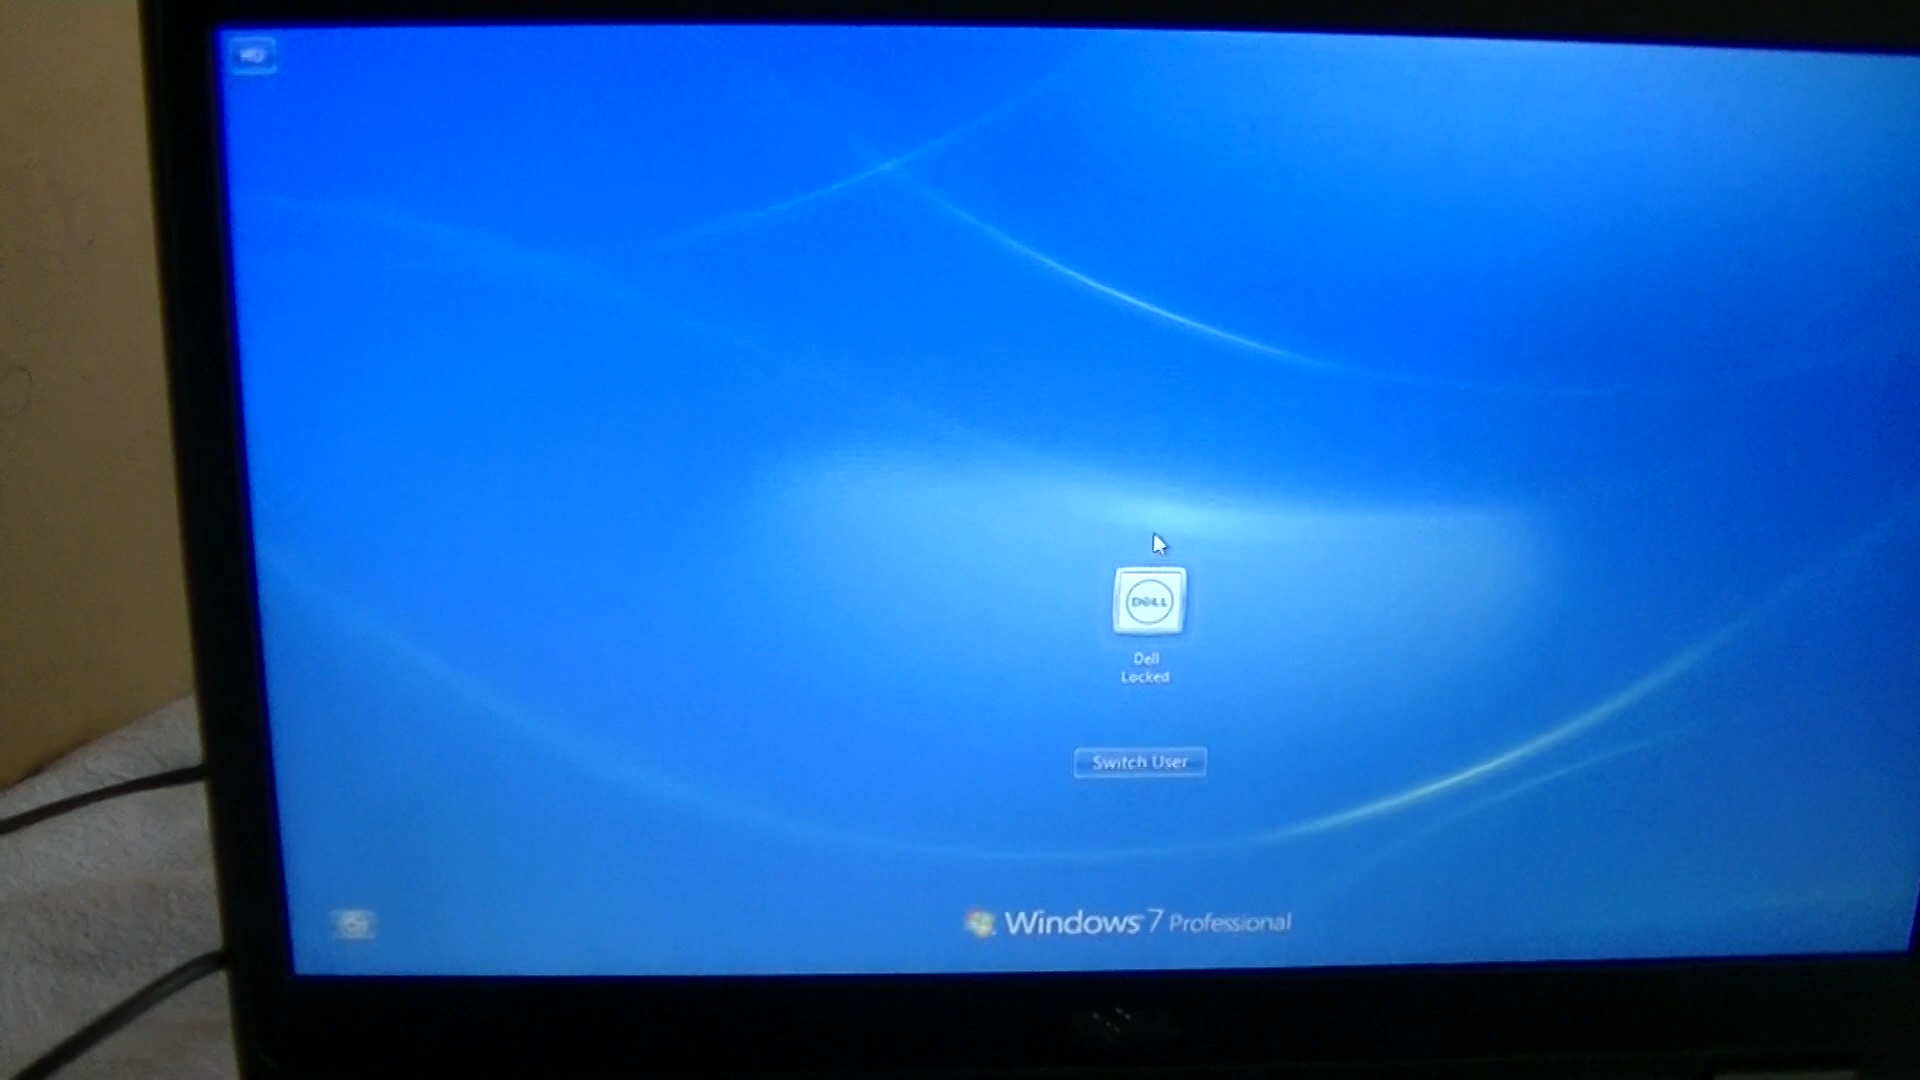 DELL
Dell
Locked
Switch User
Windows 7 Professional